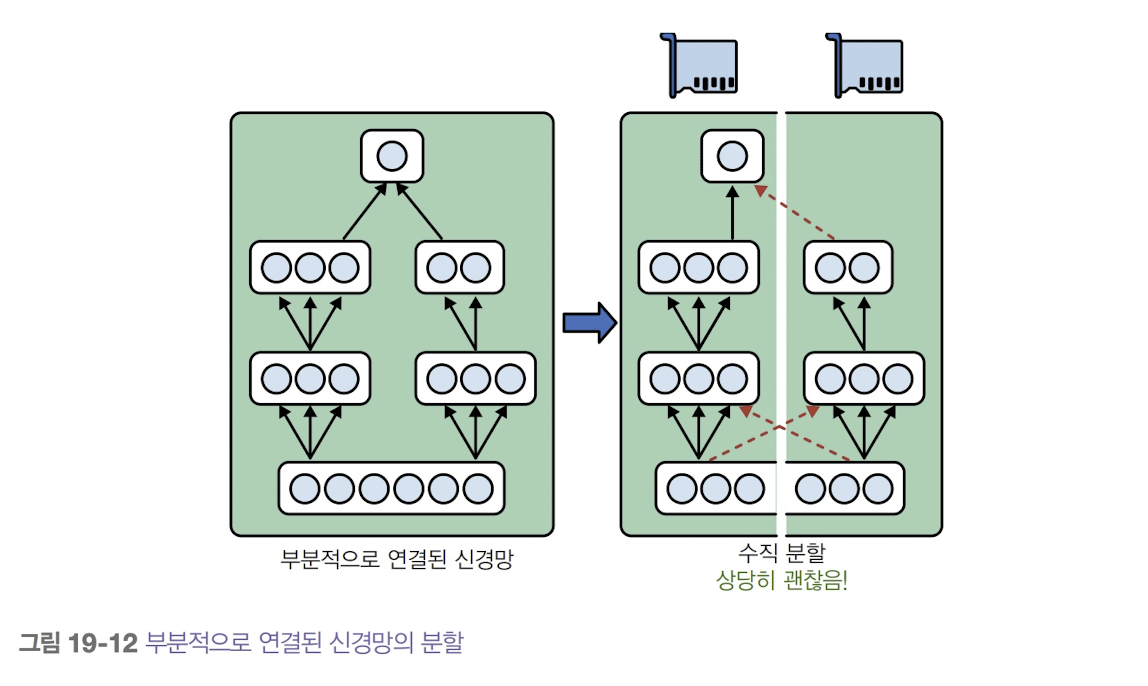 부분적으로 연결된 신경망
수직 분할
상당히 괜찮음!
그림 19-12 부분적으로 연결된 신경망의 분할